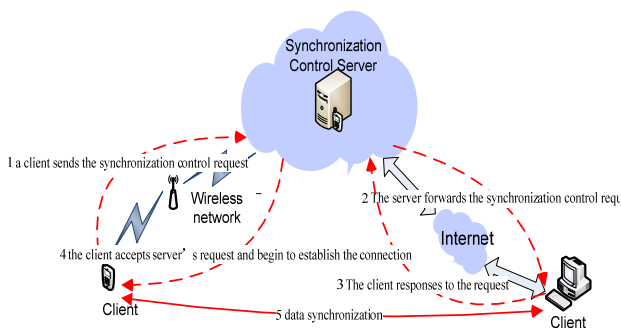 Synchronization
Control Server
1 a client sends the synchronization control request
Wireless
network
2 The server forwards the synchronization control requ
Internet
4 the client accepts server’s request and begin to establish the connection
3 The client responses to the request
Client
5 data synchronization
Client